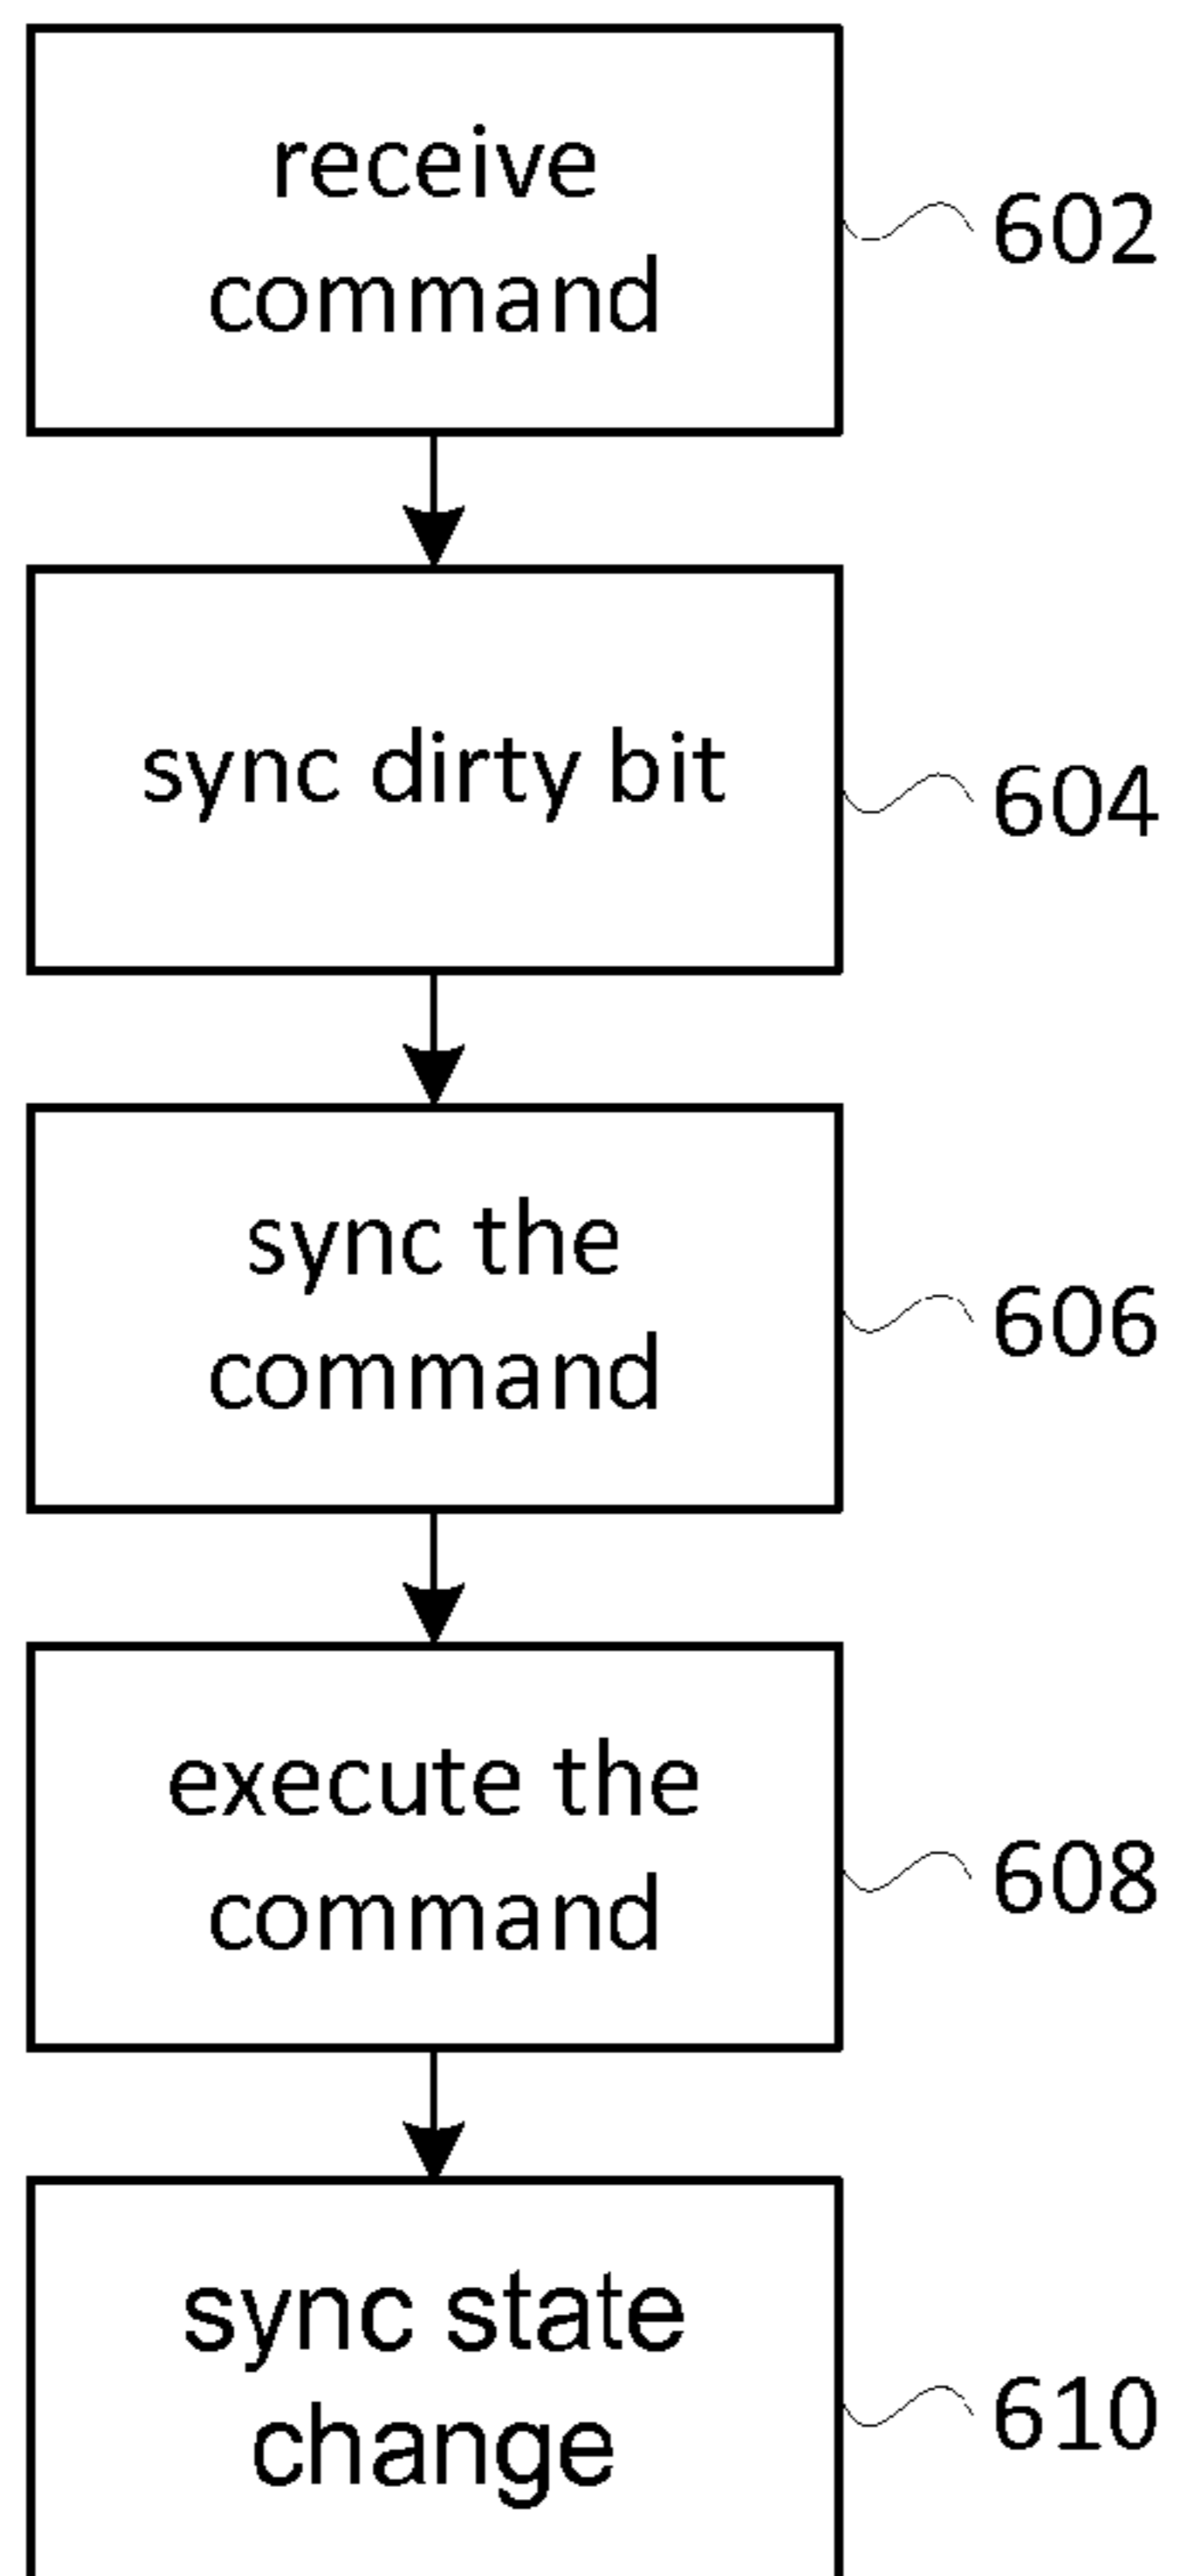 receive
command
602
sync dirty bit
604
sync the
command
606
execute the
command
608
sync state
change
610